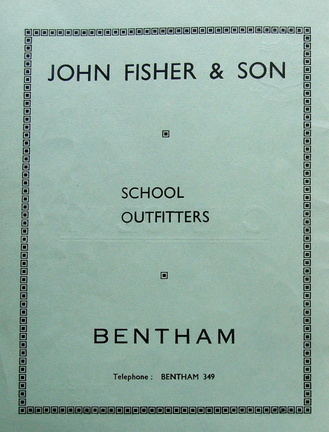 JOHN FISHER & SON
SCHOOL
OUTFITTERS
BENTHAM
Telephone : BENTHAM 349